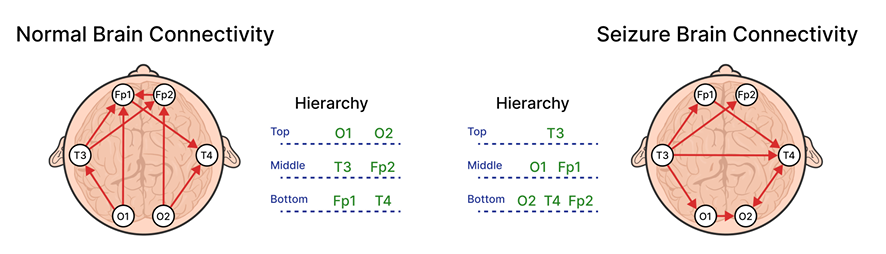 Normal Brain Connectivity
Fp1 Fp2
T3 T4
O1 O2
Hierarchy
Top O1 O2
Middle T3 Fp2
Bottom Fp1 T4
Seizure Brain Connectivity
Hierarchy
Top T3
Middle O1 Fp1
Bottom O2 T4 Fp2
Fp1 Fp2
T3 T4
O1 O2